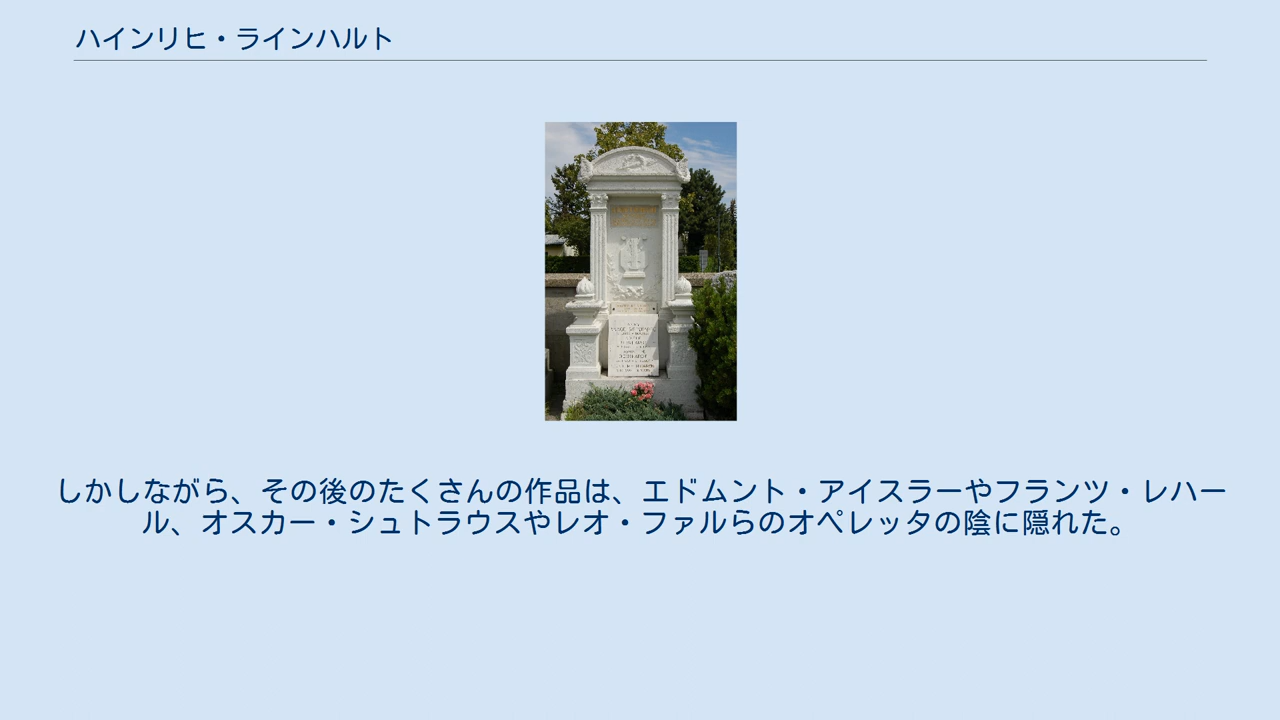 ハインリヒ・ラインハルト
しかしながら、その後のたくさんの作品は、エドムント・アイスラーやフランツ・レハー
ル、オスカー・シュトラウスやレオ・ファルらのオペレッタの陰に隠れた。